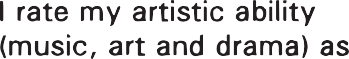 I rate my artistic ability
(music, art and drama) as